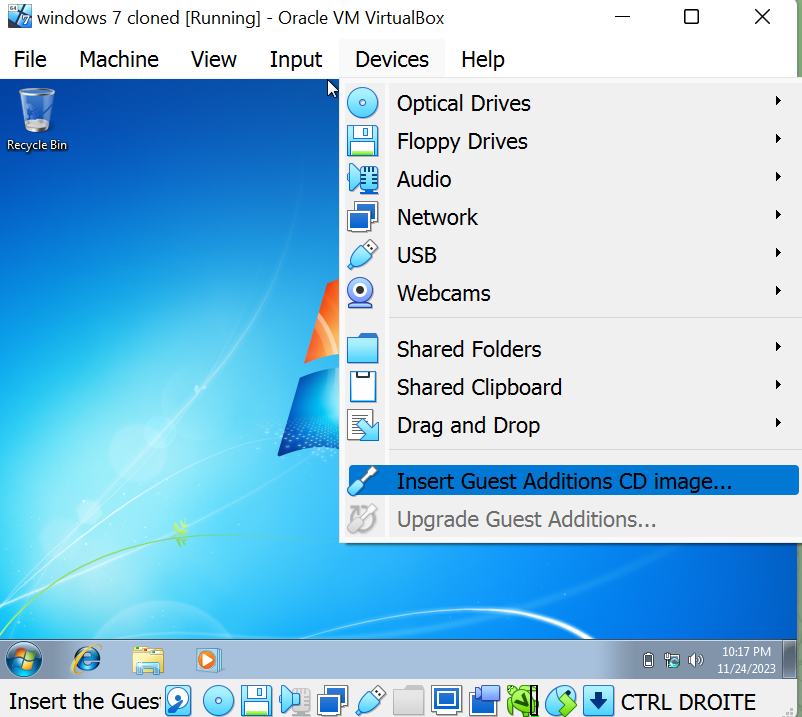 windows 7 cloned [Running] - Oracle VM VirtualBox
File Machine View Input Devices Help
Recycle Bin
Optical Drives
Floppy Drives
Audio
Network
USB
Webcams
Shared Folders
Shared Clipboard
Drag and Drop
Insert Guest Additions CD image...
Upgrade Guest Additions...
10:17 PM
11/24/2023
Insert the Gues
CTRL DROITE